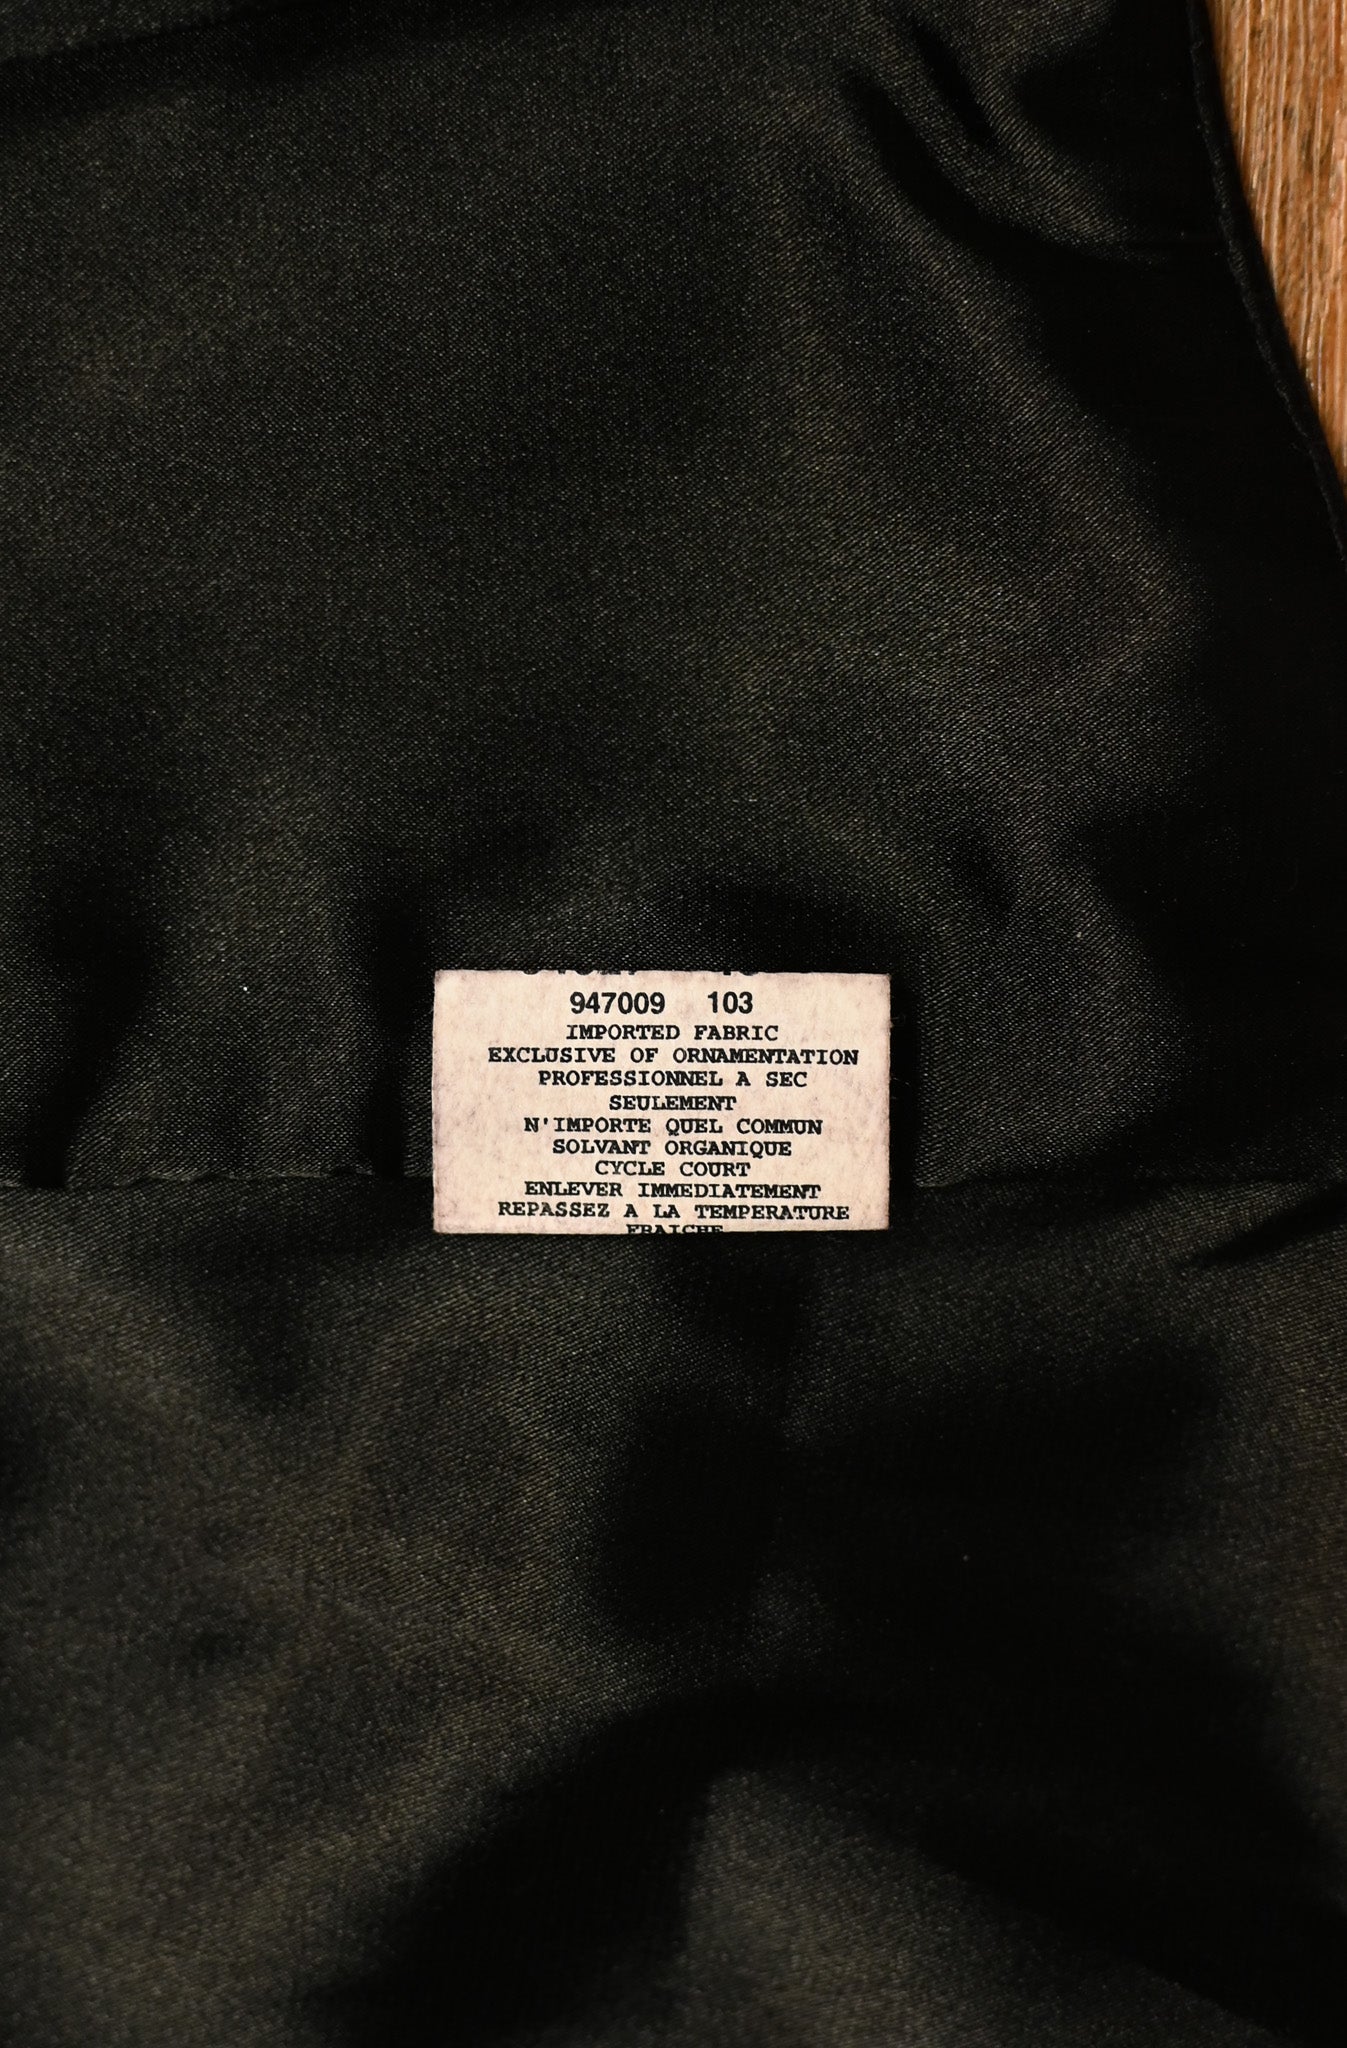 947009 103
IMPORTED FABRIC
EXCLUSIVE OF ORNAMENTATION
PROFESSIONNEL A SEC
SEULEMENT
N'IMPORTE QUEL COMMUN
SOLVANT ORGANIQUE
CYCLE COURT
ENLEVER IMMEDIATEMENT
REPASSEZ A LA TEMPERATURE
FRAICHE